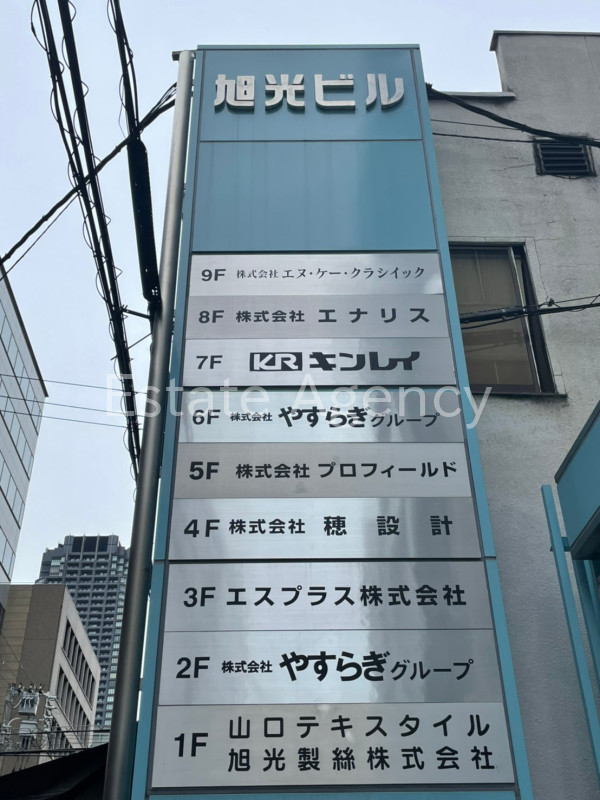 旭光ビル
9F 株式会社 エヌ・ケー・クラシイック
8F 株式会社 エナリス
7F KR キンレイ
Estate Agency
6F 株式会社 やすらぎグループ
5F 株式会社 プロフィールド
4F 株式会社 穂設計
3F エスプラス株式会社
2F 株式会社 やすらぎグループ
1F 山口テキスタイル
旭光製絲株式会社